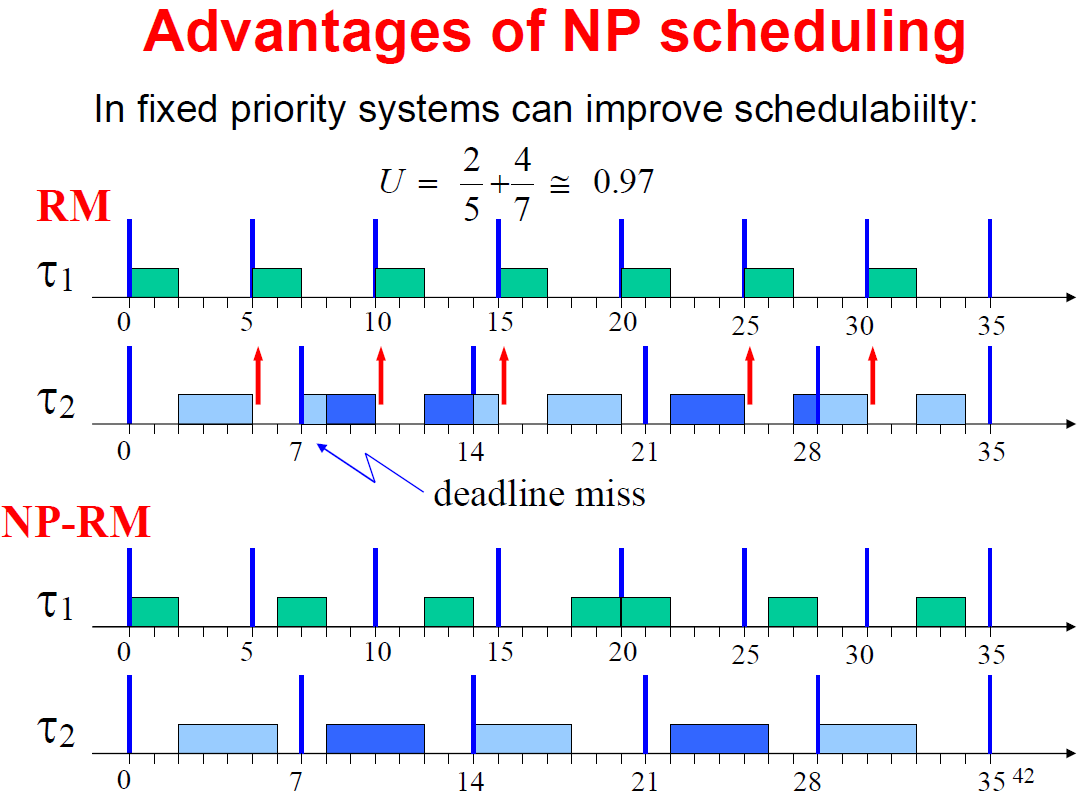 Advantages of NP scheduling
In fixed priority systems can improve schedulabiilty:
U = 2/5 + 4/7 ≅ 0.97
RM
τ1
0 5 10 15 20 25 30 35
τ2
0 7 14 21 28 35
deadline miss
NP-RM
τ1
0 5 10 15 20 25 30 35
τ2
0 7 14 21 28 35
42